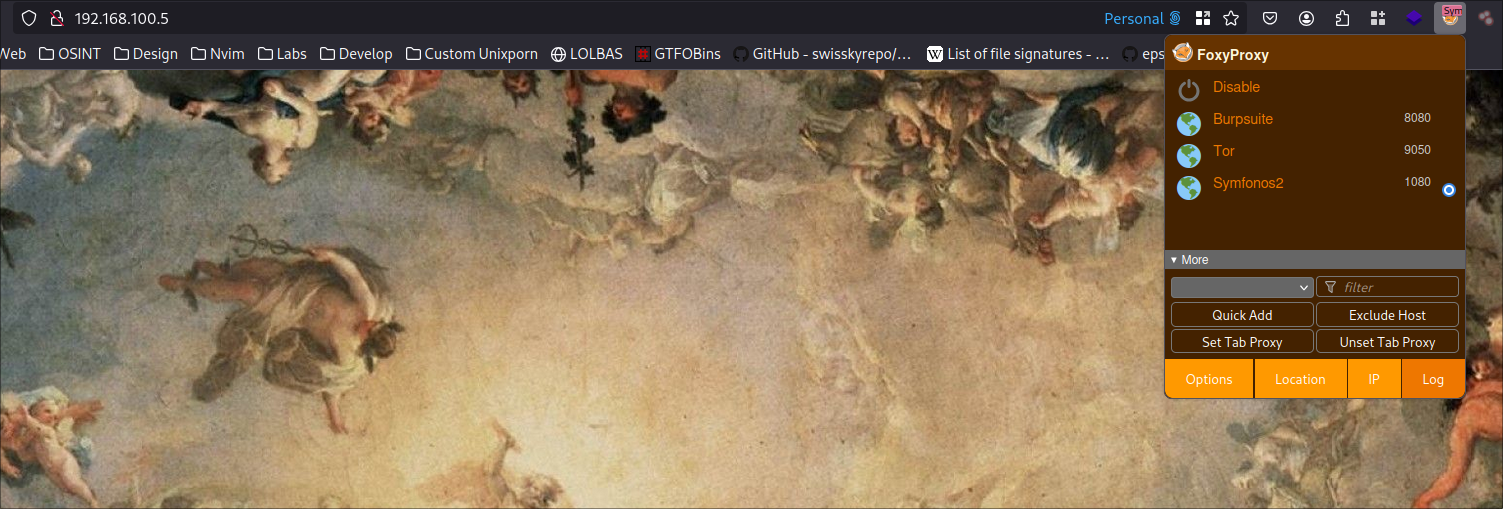 192.168.100.5
Personal
Sym
Web OSINT Design Nvim Labs Develop Custom Unixporn LOLBAS GTFOBins GitHub - swisskyrepo/... List of file signatures - ... eps
FoxyProxy
Disable
Burpsuite 8080
Tor 9050
Symfonos2 1080
▾ More
filter
Quick Add Exclude Host
Set Tab Proxy Unset Tab Proxy
Options Location IP Log